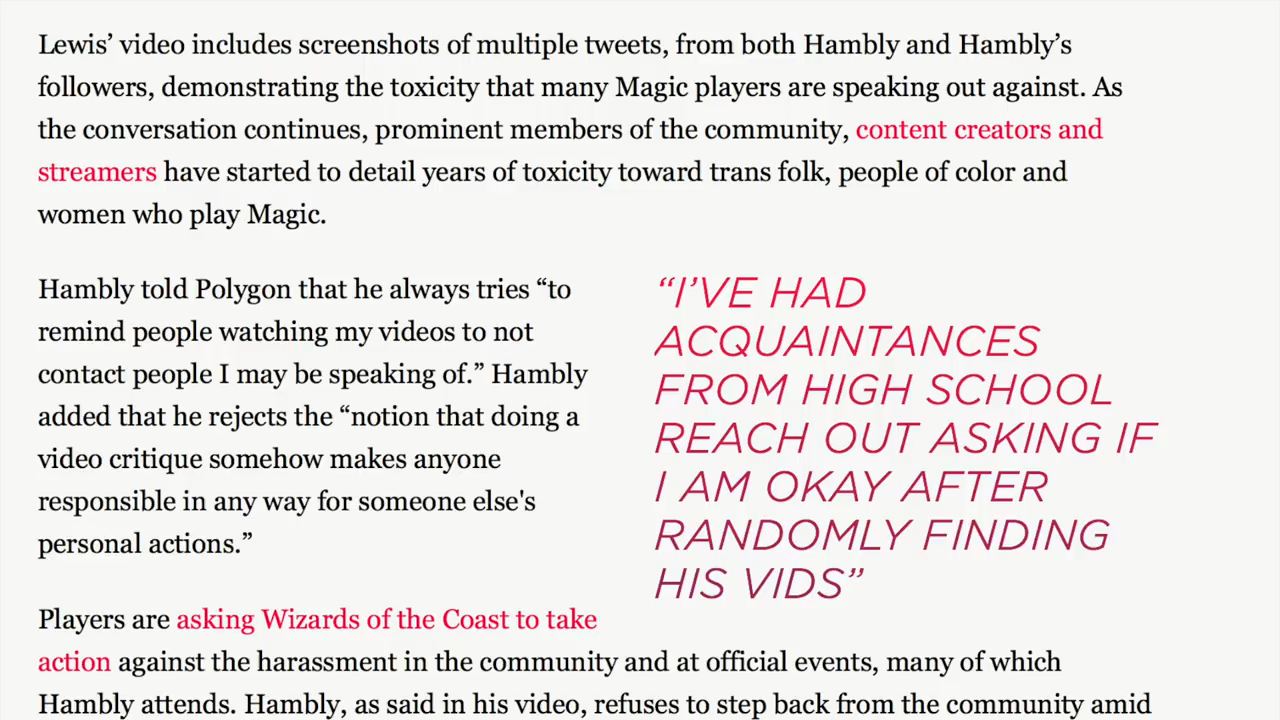 Lewis’ video includes screenshots of multiple tweets, from both Hambly and Hambly’s
followers, demonstrating the toxicity that many Magic players are speaking out against. As
the conversation continues, prominent members of the community, content creators and
streamers have started to detail years of toxicity toward trans folk, people of color and
women who play Magic.
Hambly told Polygon that he always tries “to
remind people watching my videos to not
contact people I may be speaking of.” Hambly
added that he rejects the “notion that doing a
video critique somehow makes anyone
responsible in any way for someone else's
personal actions.”
“I’VE HAD
ACQUAINTANCES
FROM HIGH SCHOOL
REACH OUT ASKING IF
I AM OKAY AFTER
RANDOMLY FINDING
HIS VIDS”
Players are asking Wizards of the Coast to take
action against the harassment in the community and at official events, many of which
Hambly attends. Hambly, as said in his video, refuses to step back from the community amid